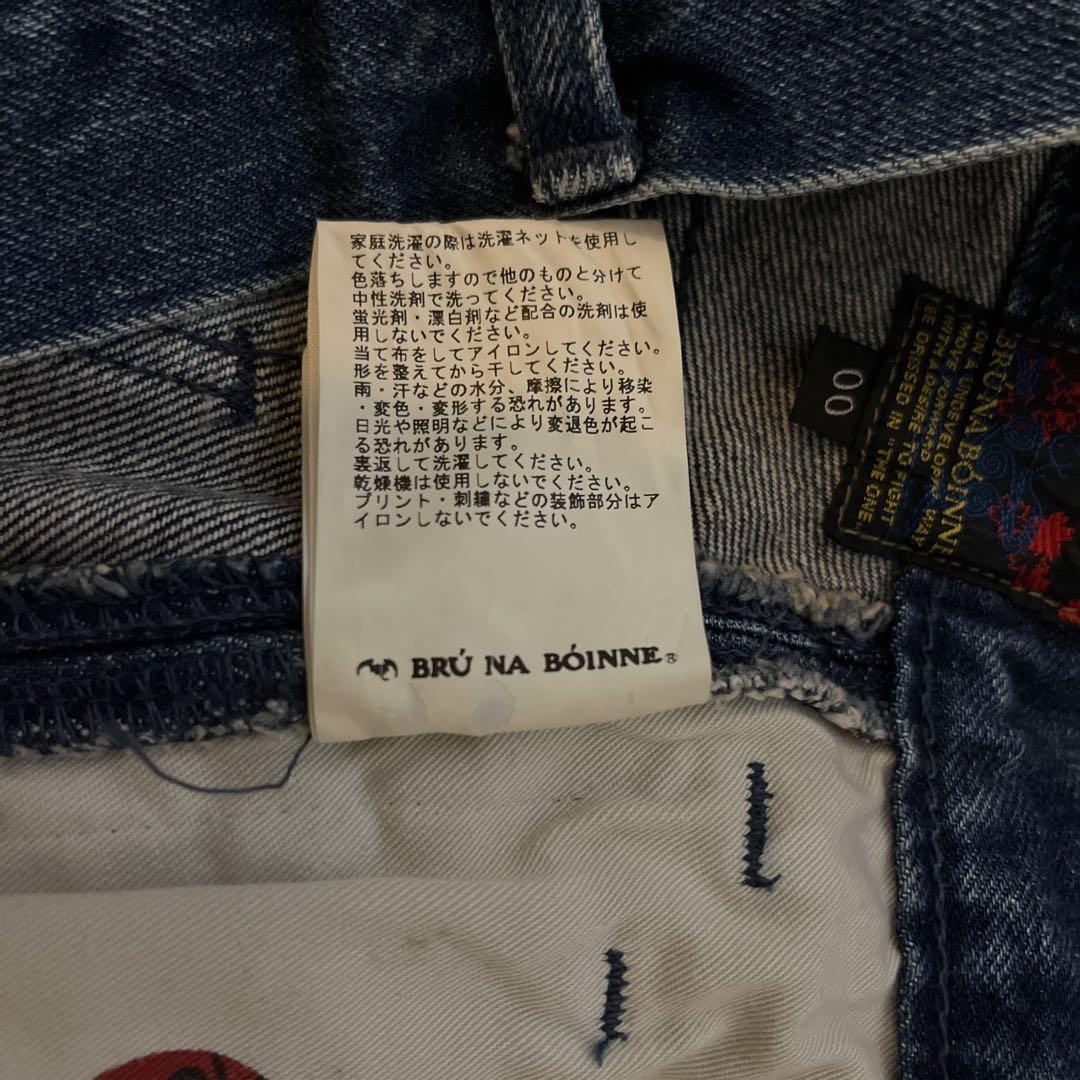 家庭洗濯の際は洗濯ネットを使用し
てください。
色落ちしますので他のものと分けて
中性洗剤で洗ってください。
蛍光剤・漂白剤など配合の洗剤は使
用しないでください。
当て布をしてアイロンしてください。
形を整えてから干してください。
雨・汗などの水分、摩擦により移染
・変色・変形する恐れがあります。
日光や照明などにより変退色が起こ
る恐れがあります。
裏返して洗濯してください。
乾燥機は使用しないでください。
プリント・刺繍などの装飾部分はア
イロンしないでください。
BRÚ NA BÓINNE®
00
BRÚ NA BÓINNE
WITH A DESIRE TO FIGHT
BE DRESSED IN "THE ONE